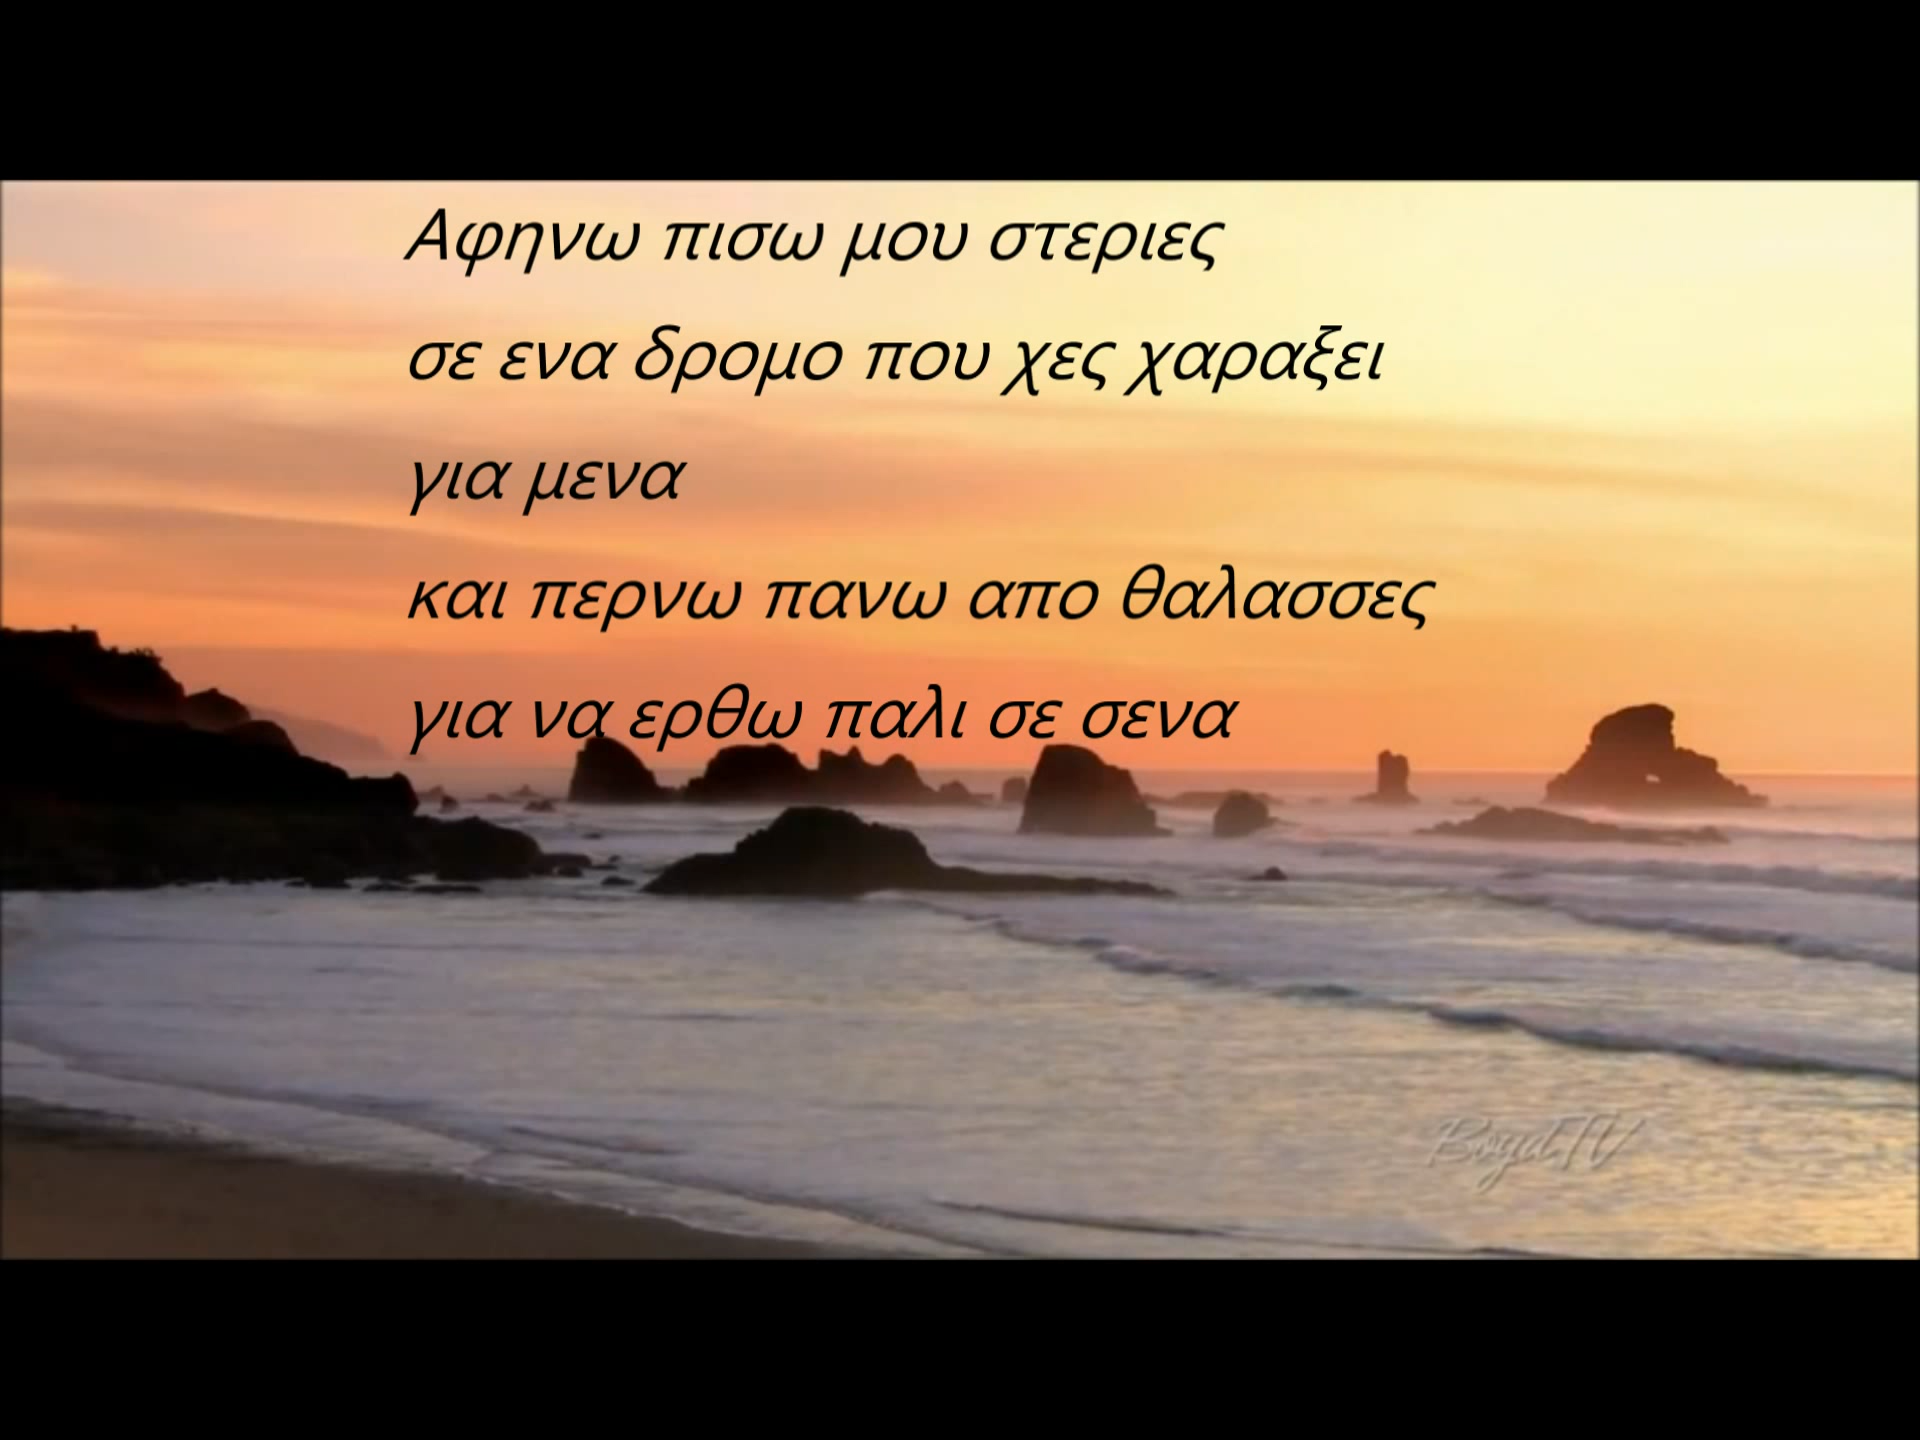 Αφηνω πισω μου στεριες
σε ενα δρομο που χες χαραξει
για μενα
και περνω πανω απο θαλασσες
για να ερθω παλι σε σενα
BoydTV